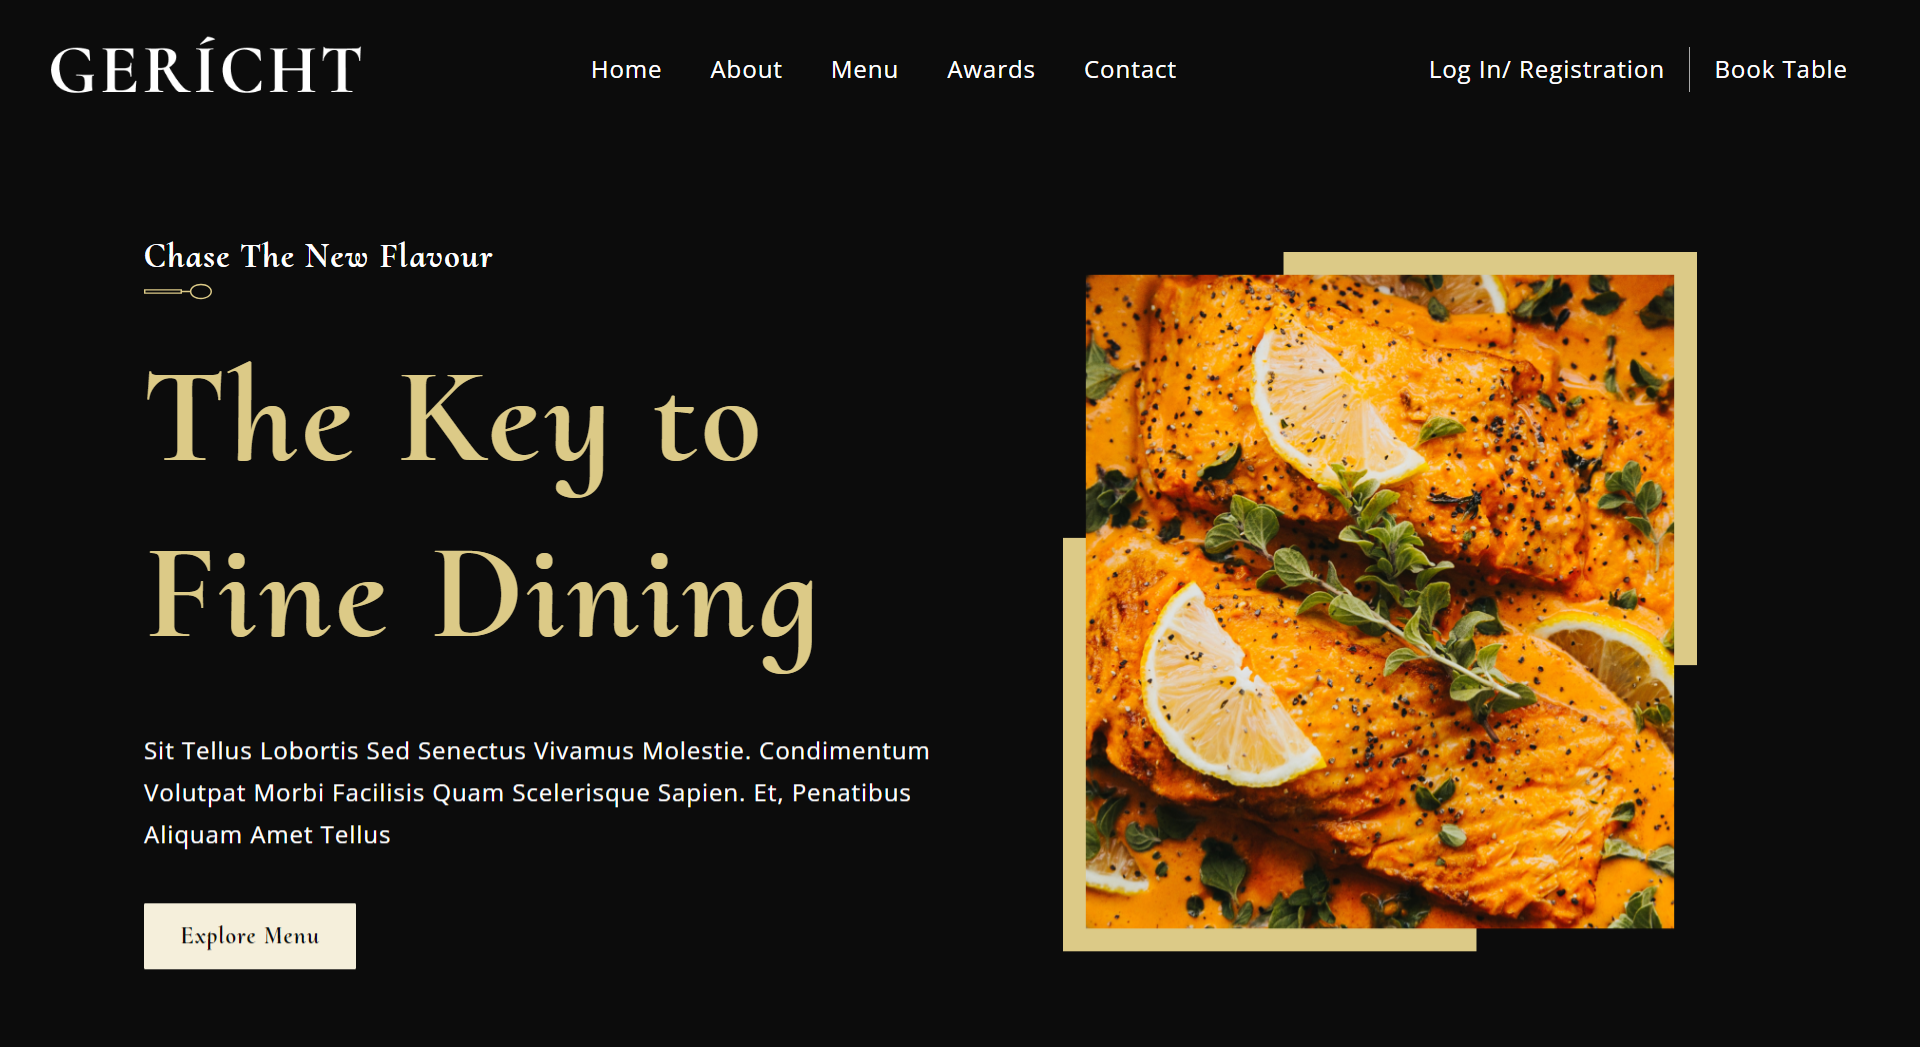 GERÍCHT
Home About Menu Awards Contact
Log In/ Registration Book Table
Chase The New Flavour
The Key to
Fine Dining
Sit Tellus Lobortis Sed Senectus Vivamus Molestie. Condimentum
Volutpat Morbi Facilisis Quam Scelerisque Sapien. Et, Penatibus
Aliquam Amet Tellus
Explore Menu